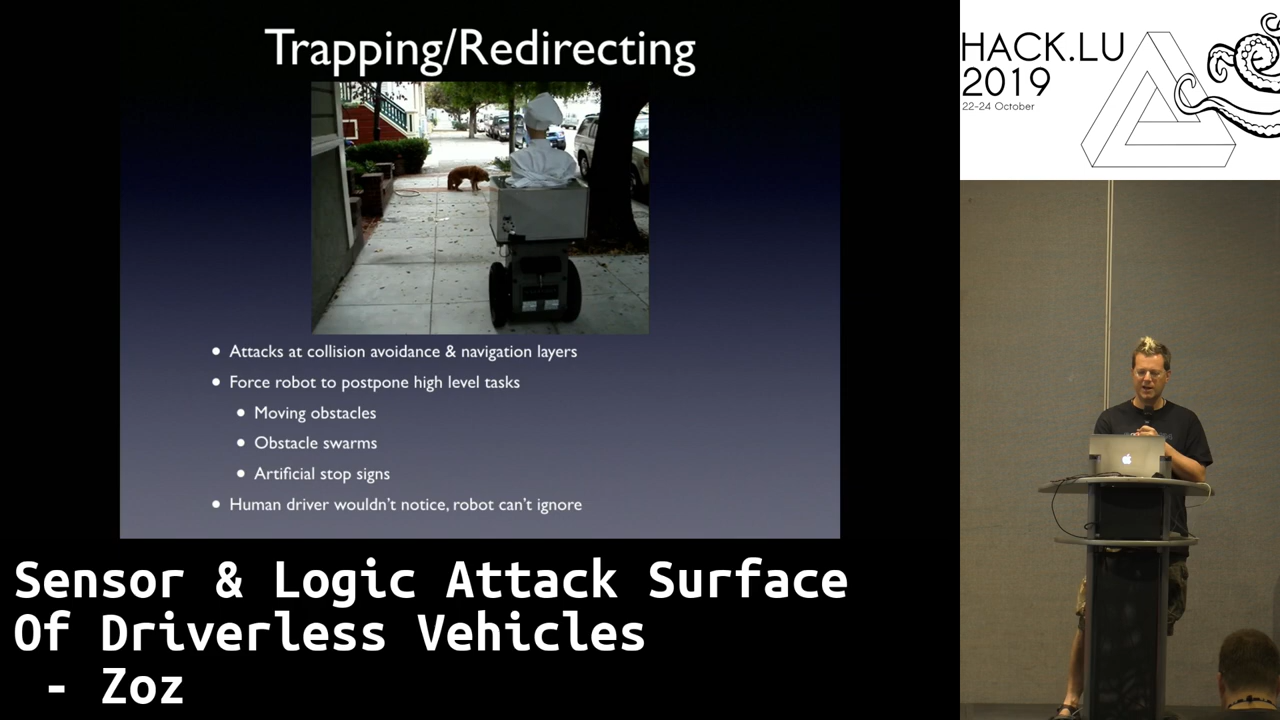 Trapping/Redirecting
• Attacks at collision avoidance & navigation layers
• Force robot to postpone high level tasks
• Moving obstacles
• Obstacle swarms
• Artificial stop signs
• Human driver wouldn't notice, robot can't ignore
HACK.LU
2019
22-24 October
Sensor & Logic Attack Surface
Of Driverless Vehicles
- Zoz